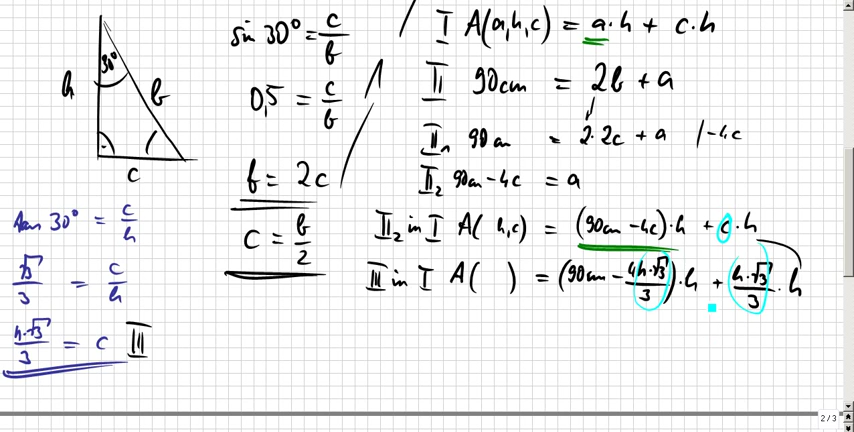 30°
h
b
c
sin 30° = c/b
0,5 = c/b
b = 2c
c = b/2
tan 30° = c/h
√3/3 = c/h
h·√3/3 = c III
I A(a,h,c) = a·h + c·h
II 90cm = 2b + a
II₁ 90cm = 2·2c + a /-4c
II₂ 90cm - 4c = a
II₂ in I A( h,c) = (90cm - 4c)·h + c·h
III in I A( ) = (90cm - 4h·√3/3)·h + h·√3/3·h
2/3